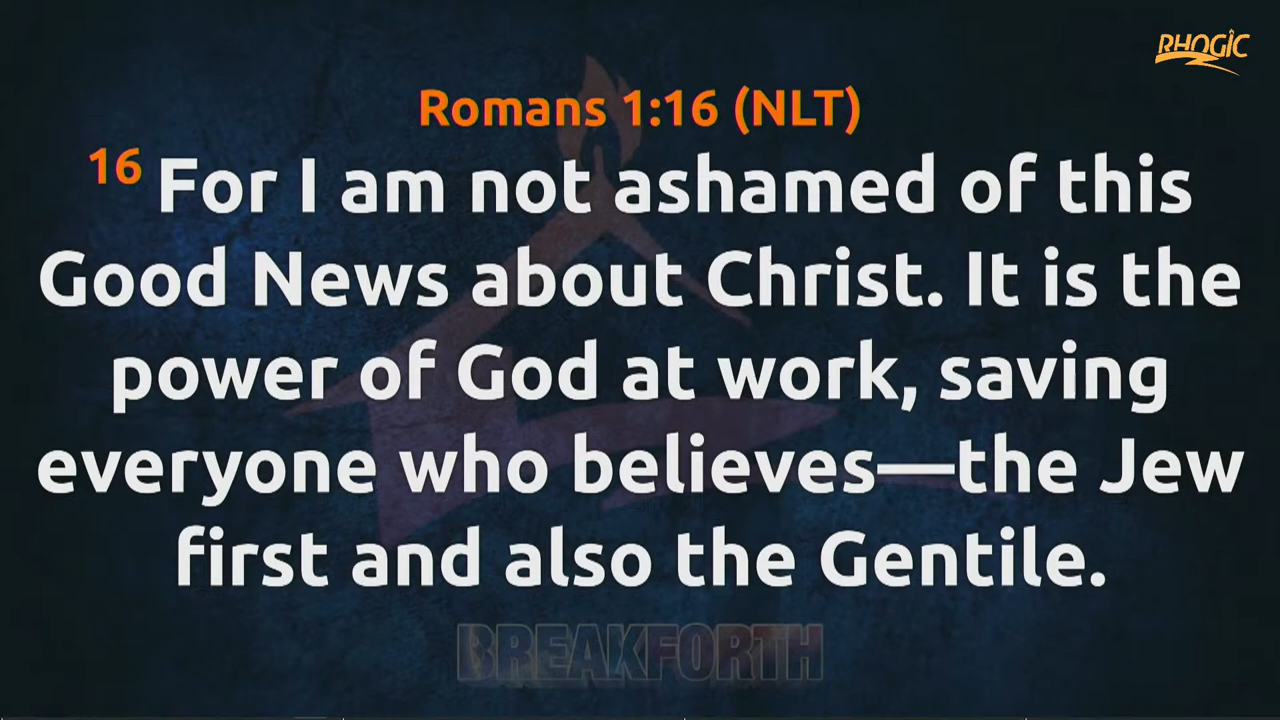 RHOGIC
Romans 1:16 (NLT)
16 For I am not ashamed of this
Good News about Christ. It is the
power of God at work, saving
everyone who believes—the Jew
first and also the Gentile.
BREAKFORTH